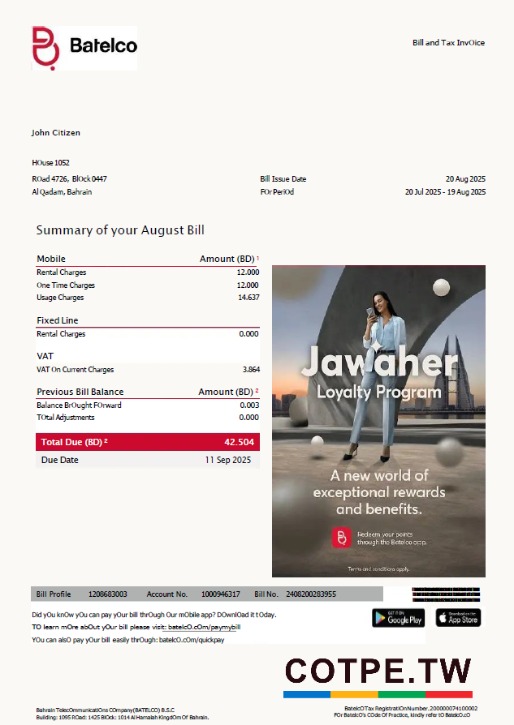 Batelco
Bill and Tax InvOice
John Citizen
HOuse 1052
ROad 4726, BlOck 0447
Al Qadam, Bahrain
Bill Issue Date 20 Aug 2025
FOr PeriOd 20 Jul 2025 - 19 Aug 2025
Summary of your August Bill
Mobile Amount (BD) 1
Rental Charges 12.000
One Time Charges 12.000
Usage Charges 14.637
Fixed Line
Rental Charges 0.000
VAT
VAT On Current Charges 3.864
Previous Bill Balance Amount (BD) 2
Balance BrOught FOrward 0.003
TOtal Adjustments 0.000
Total Due (BD) 2 42.504
Due Date 11 Sep 2025
Jawaher
Loyalty Program
A new world of
exceptional rewards
and benefits.
Redeem your points
through the Batelco app.
Terms and conditions apply.
Bill Profile 1208683003 Account No. 1000946317 Bill No. 2408200283955
Did yOu knOw yOu can pay yOur bill thrOugh Our mObile app? DOwnlOad it tOday.
TO learn mOre abOut yOur bill please visit: batelcO.cOm/paymybill
YOu can alsO pay yOur bill easily thrOugh: batelcO.cOm/quickpay
GET IT ON
Google Play
Download on the
App Store
COTPE.TW
Bahrain TelecOmmunicatiOns COmpany(BATELCO) B.S.C
Building: 1095 ROad: 1425 BlOck: 1014 AlHamalah KingdOm Of Bahrain.
BatelcOTax RegistratiOnNumber. 200000074100002
FOr BatelcO's COde Of Practice, kindly refer tO BatelcO.cO